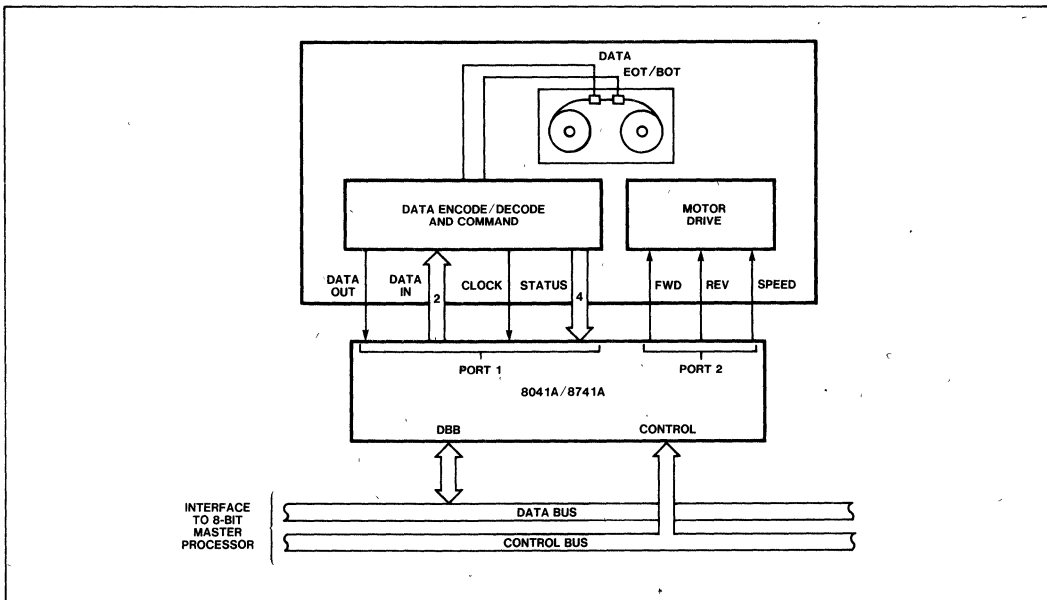 DATA
EOT/BOT
DATA ENCODE/DECODE
AND COMMAND
MOTOR
DRIVE
DATA
OUT
DATA
IN
2
CLOCK
STATUS
4
FWD
REV
SPEED
PORT 1
PORT 2
8041A/8741A
DBB
CONTROL
INTERFACE
TO 8-BIT
MASTER
PROCESSOR
DATA BUS
CONTROL BUS